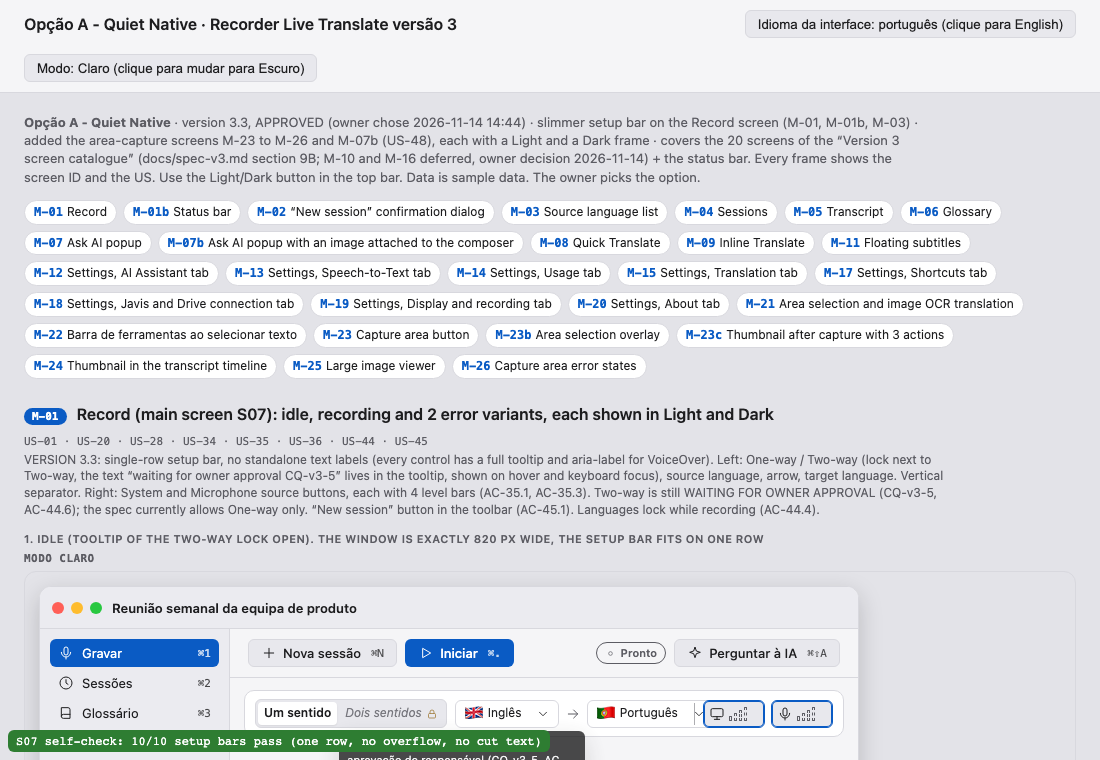 Opção A - Quiet Native · Recorder Live Translate versão 3
Idioma da interface: português (clique para English)
Modo: Claro (clique para mudar para Escuro)
Opção A - Quiet Native · version 3.3, APPROVED (owner chose 2026-11-14 14:44) · slimmer setup bar on the Record screen (M-01, M-01b, M-03) ·
added the area-capture screens M-23 to M-26 and M-07b (US-48), each with a Light and a Dark frame · covers the 20 screens of the “Version 3
screen catalogue” (docs/spec-v3.md section 9B; M-10 and M-16 deferred, owner decision 2026-11-14) + the status bar. Every frame shows the
screen ID and the US. Use the Light/Dark button in the top bar. Data is sample data. The owner picks the option.
M-01 Record M-01b Status bar M-02 “New session” confirmation dialog M-03 Source language list M-04 Sessions M-05 Transcript M-06 Glossary
M-07 Ask AI popup M-07b Ask AI popup with an image attached to the composer M-08 Quick Translate M-09 Inline Translate M-11 Floating subtitles
M-12 Settings, AI Assistant tab M-13 Settings, Speech-to-Text tab M-14 Settings, Usage tab M-15 Settings, Translation tab M-17 Settings, Shortcuts tab
M-18 Settings, Javis and Drive connection tab M-19 Settings, Display and recording tab M-20 Settings, About tab M-21 Area selection and image OCR translation
M-22 Barra de ferramentas ao selecionar texto M-23 Capture area button M-23b Area selection overlay M-23c Thumbnail after capture with 3 actions
M-24 Thumbnail in the transcript timeline M-25 Large image viewer M-26 Capture area error states
M-01 Record (main screen S07): idle, recording and 2 error variants, each shown in Light and Dark
US-01 · US-20 · US-28 · US-34 · US-35 · US-36 · US-44 · US-45
VERSION 3.3: single-row setup bar, no standalone text labels (every control has a full tooltip and aria-label for VoiceOver). Left: One-way / Two-way (lock next to
Two-way, the text “waiting for owner approval CQ-v3-5” lives in the tooltip, shown on hover and keyboard focus), source language, arrow, target language. Vertical
separator. Right: System and Microphone source buttons, each with 4 level bars (AC-35.1, AC-35.3). Two-way is still WAITING FOR OWNER APPROVAL (CQ-v3-5,
AC-44.6); the spec currently allows One-way only. “New session” button in the toolbar (AC-45.1). Languages lock while recording (AC-44.4).
1. IDLE (TOOLTIP OF THE TWO-WAY LOCK OPEN). THE WINDOW IS EXACTLY 820 PX WIDE, THE SETUP BAR FITS ON ONE ROW
MODO CLARO
Reunião semanal da equipa de produto
Gravar ⌘1
Nova sessão ⌘N
Iniciar ⌘.
Pronto
Perguntar à IA ⌘⇧A
Sessões ⌘2
Glossário ⌘3
Um sentido Dois sentidos Inglês Português
S07 self-check: 10/10 setup bars pass (one row, no overflow, no cut text)